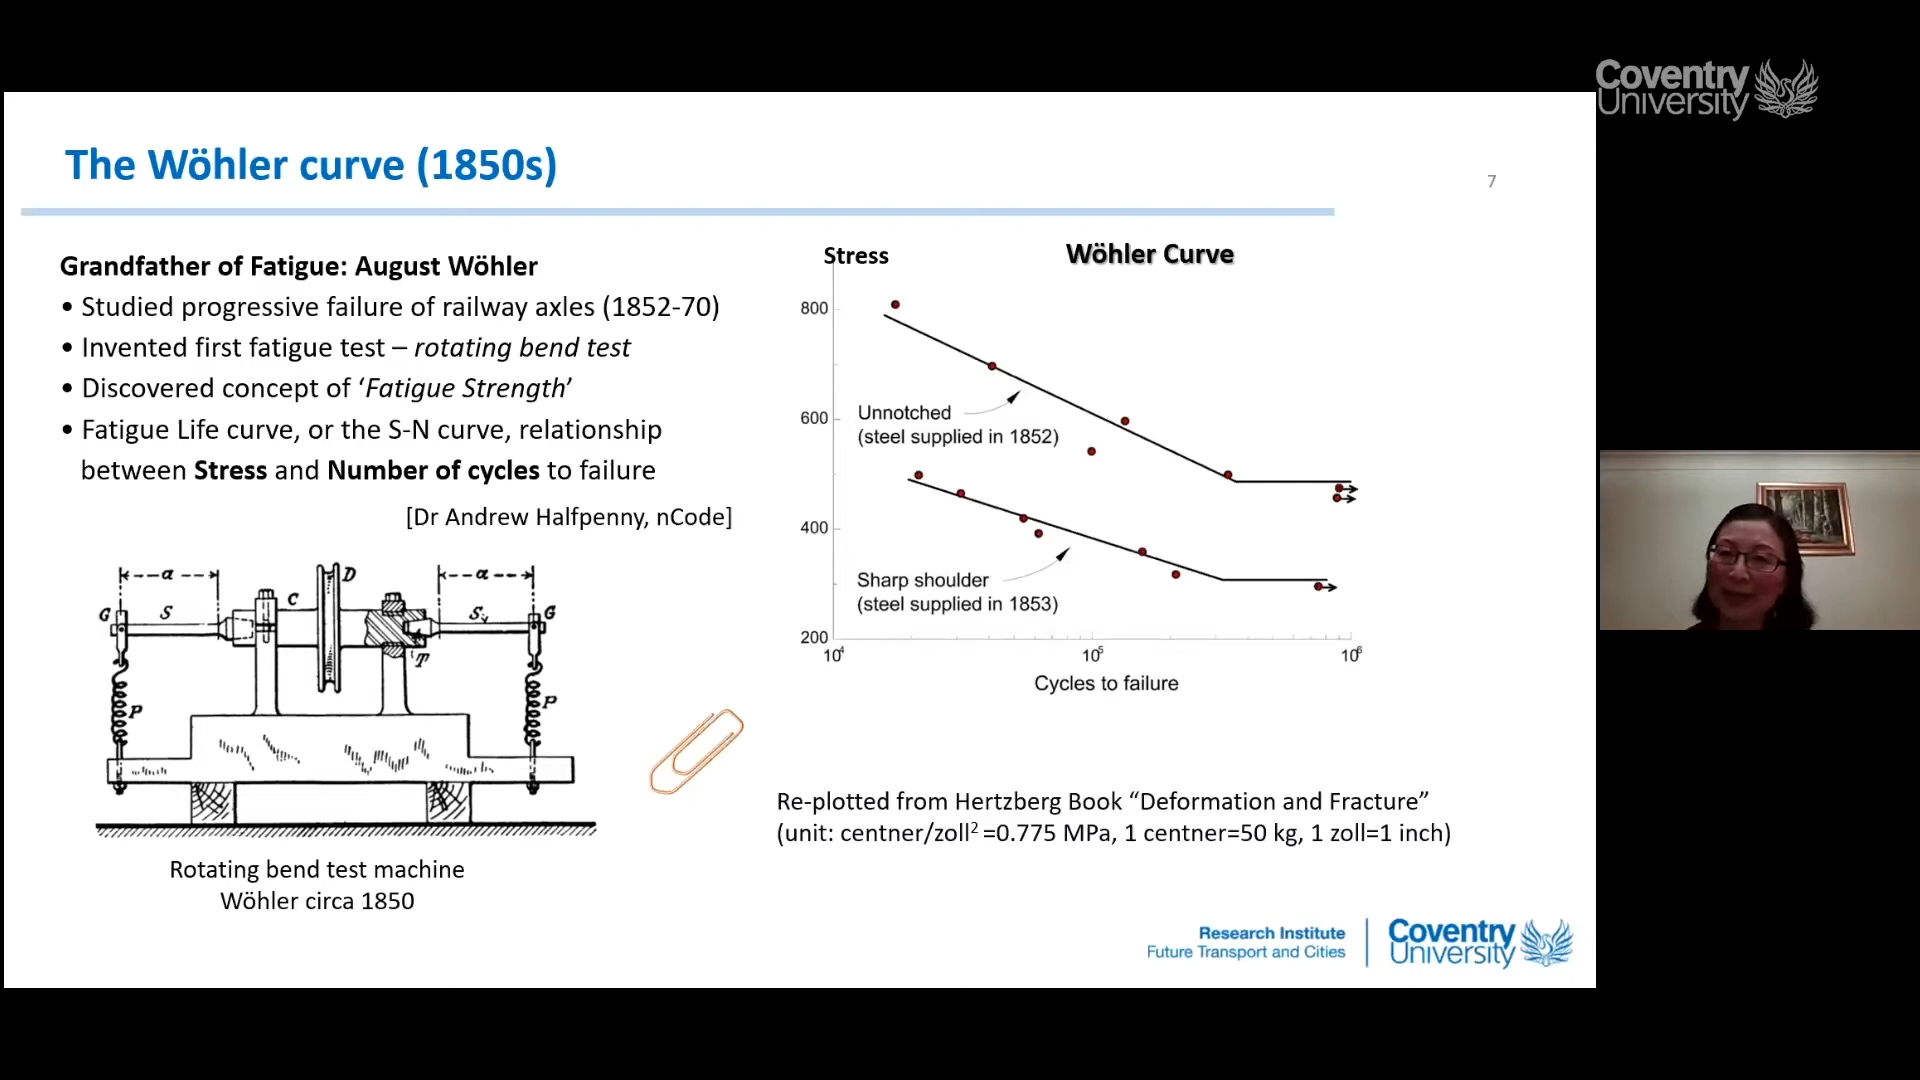 Coventry
University
The Wöhler curve (1850s)
7
Grandfather of Fatigue: August Wöhler
• Studied progressive failure of railway axles (1852-70)
• Invented first fatigue test – rotating bend test
• Discovered concept of ‘Fatigue Strength’
• Fatigue Life curve, or the S-N curve, relationship
between Stress and Number of cycles to failure
[Dr Andrew Halfpenny, nCode]
a
a
D
C
G
S
S
G
T
P
P
Rotating bend test machine
Wöhler circa 1850
Stress
Wöhler Curve
800
600
400
200
Unnotched
(steel supplied in 1852)
Sharp shoulder
(steel supplied in 1853)
10⁴
10⁵
10⁶
Cycles to failure
Re-plotted from Hertzberg Book “Deformation and Fracture”
(unit: centner/zoll² =0.775 MPa, 1 centner=50 kg, 1 zoll=1 inch)
Research Institute
Future Transport and Cities
Coventry
University